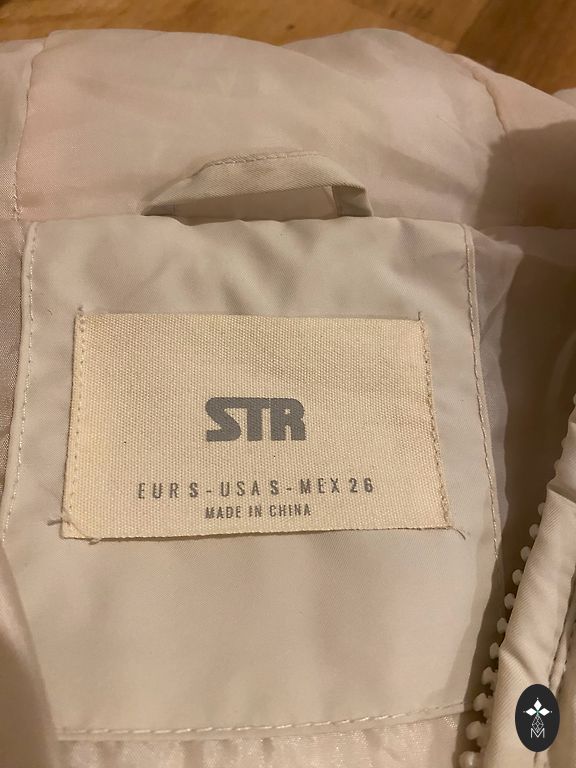 STR
EUR S - USA S - MEX 26
MADE IN CHINA